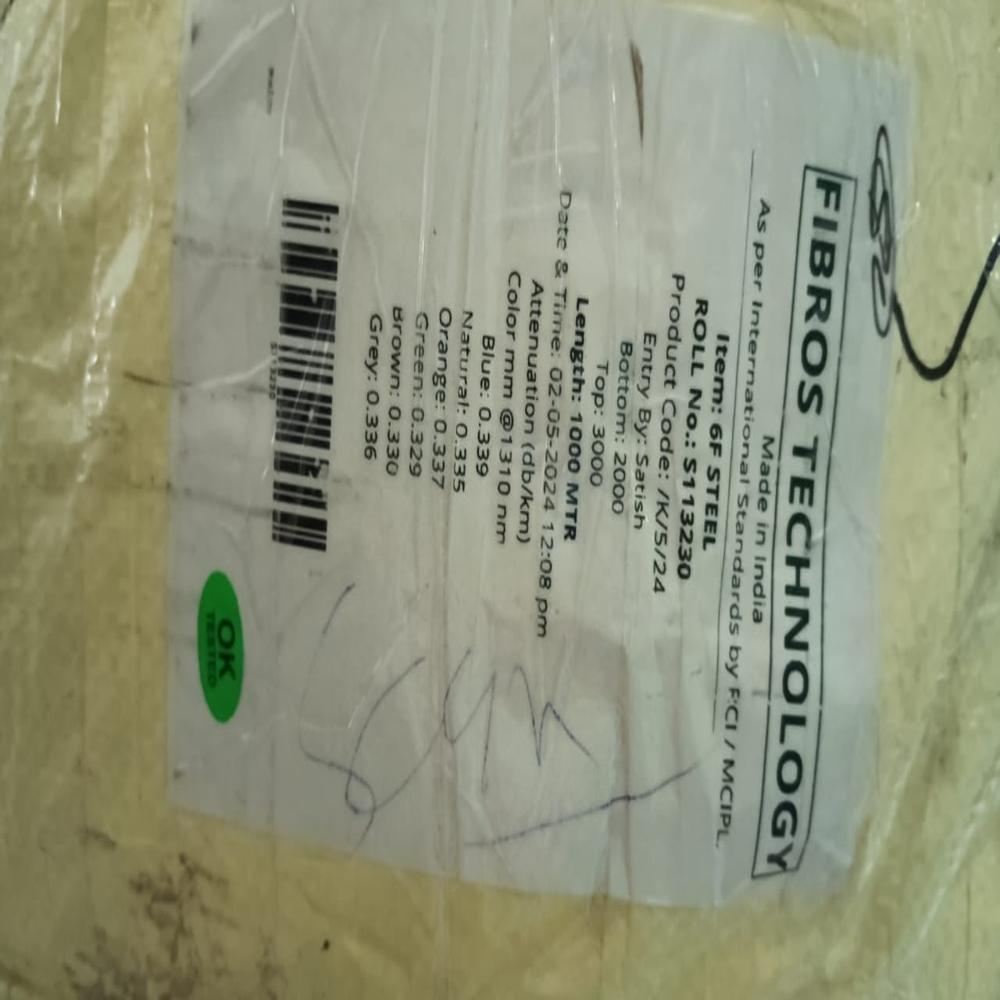 FIBROS TECHNOLOGY
Made in India
As per International Standards by FCI / MCIPL.
Item: 6F STEEL
ROLL No.: S113230
Product Code: /K/5/24
Entry By: Satish
Bottom: 2000
Top: 3000
Length: 1000 MTR
Date & Time: 02-05-2024 12:08 pm
Attenuation (db/km)
Color mm @1310 nm
Blue: 0.339
Natural: 0.335
Orange: 0.337
Green: 0.329
Brown: 0.330
Grey: 0.336
S113230
OK
TESTED